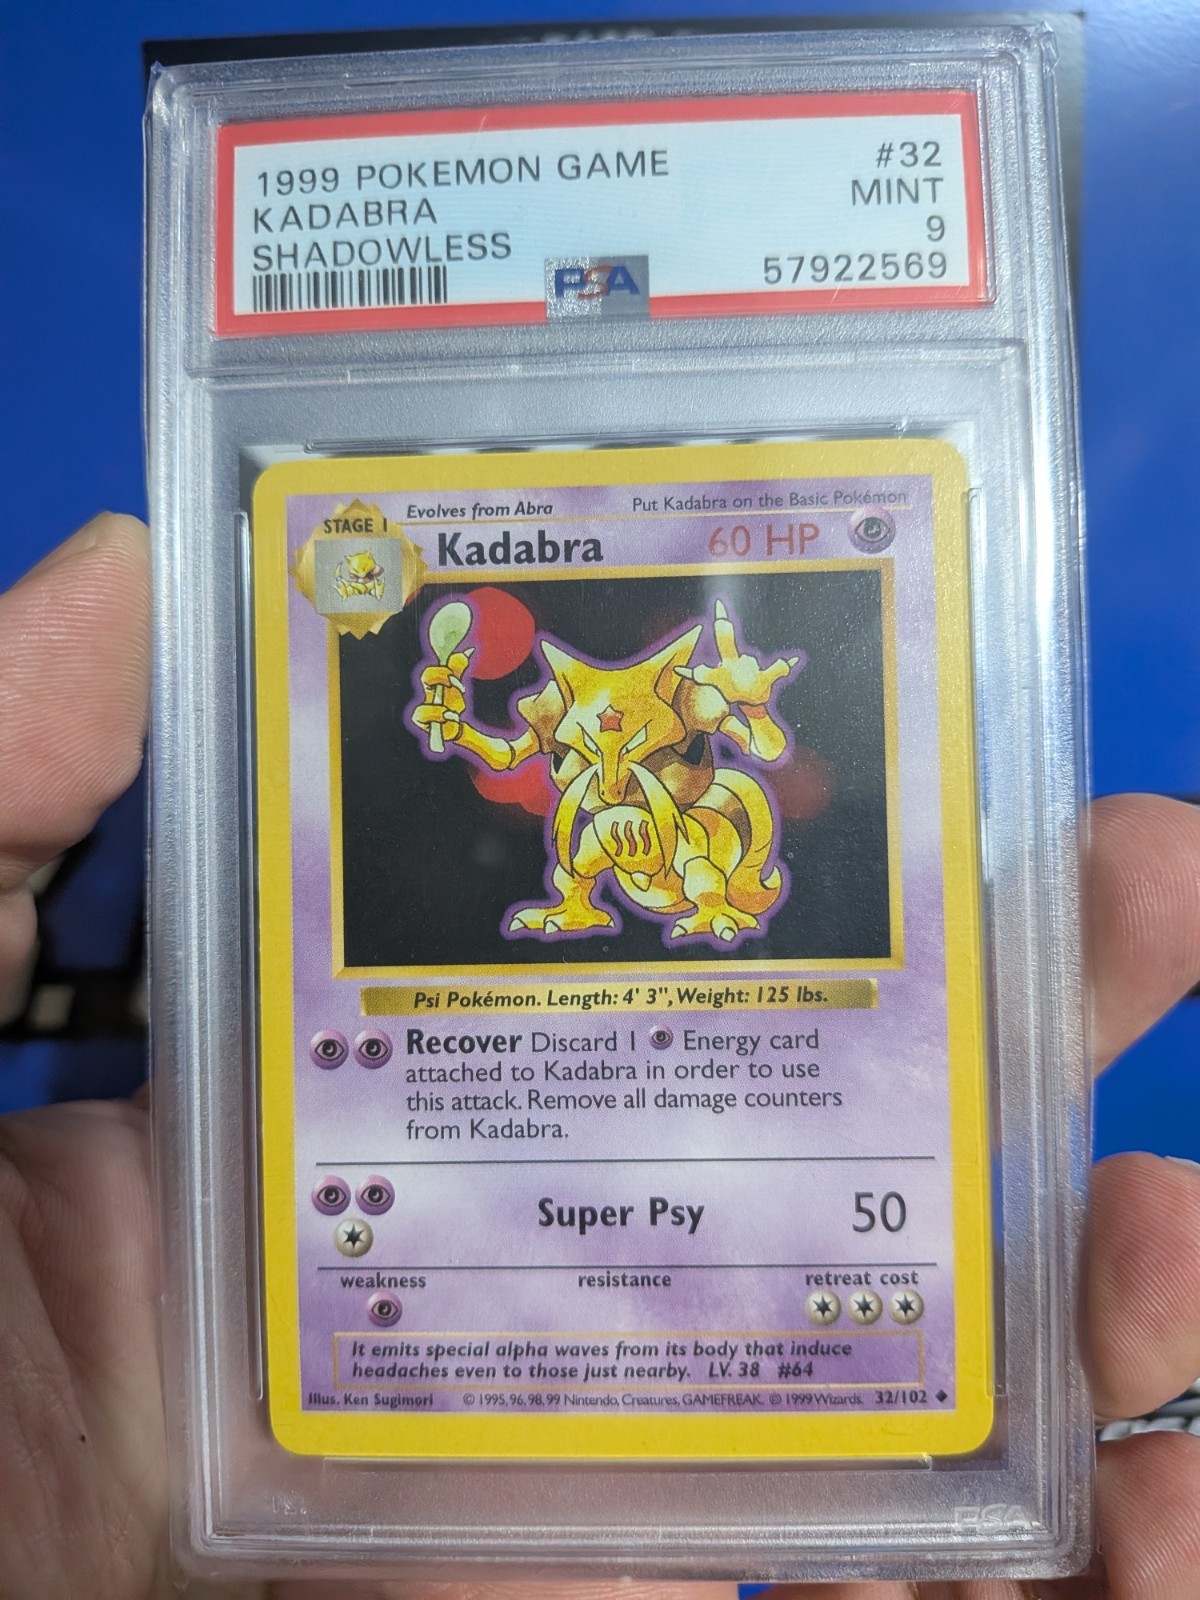 1999 POKEMON GAME #32
KADABRA MINT
SHADOWLESS 9
PSA 57922569
STAGE 1
Evolves from Abra Put Kadabra on the Basic Pokémon
Kadabra 60 HP
Psi Pokémon. Length: 4' 3", Weight: 125 lbs.
Recover Discard 1 Energy card
attached to Kadabra in order to use
this attack. Remove all damage counters
from Kadabra.
Super Psy 50
weakness resistance retreat cost
It emits special alpha waves from its body that induce
headaches even to those just nearby. LV. 38 #64
Illus. Ken Sugimori © 1995, 96, 98, 99 Nintendo, Creatures, GAMEFREAK. © 1999 Wizards. 32/102
PSA